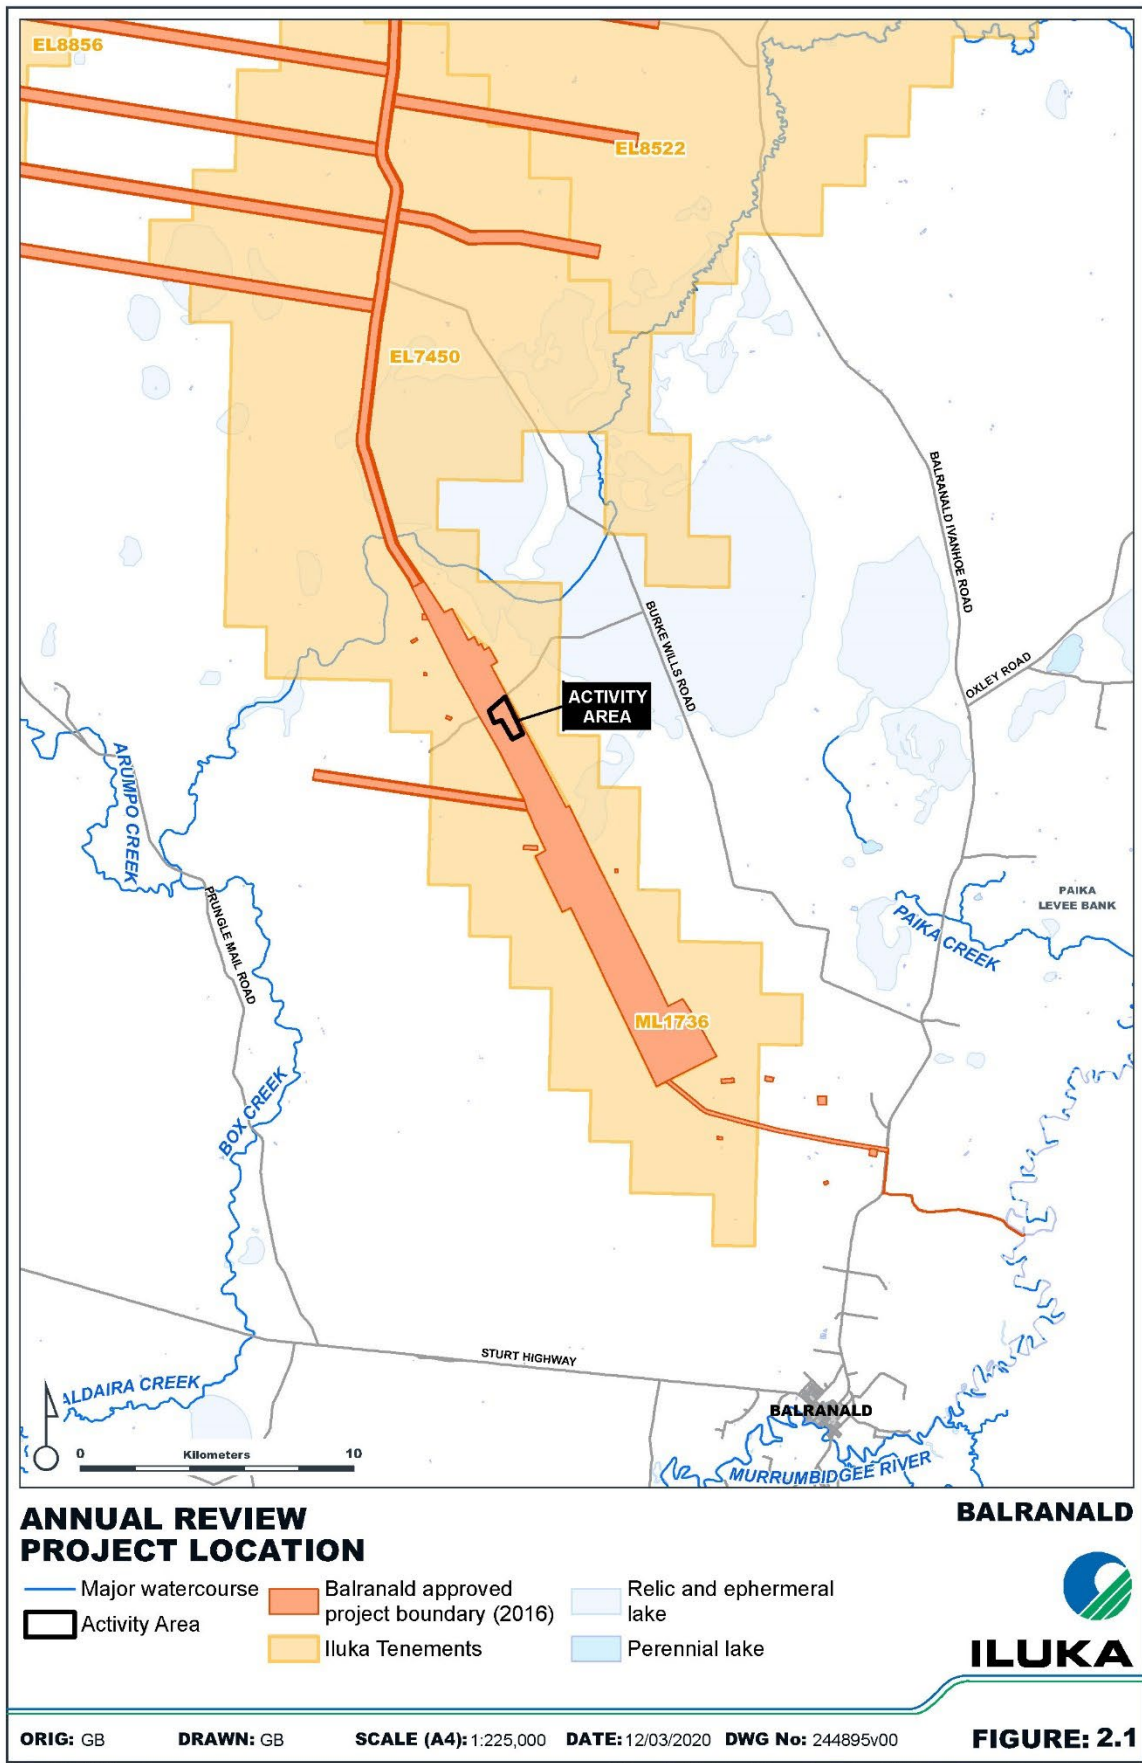 EL8856
EL8522
EL7450
BALRANALD IVANHOE ROAD
BURKE WILLS ROAD
OXLEY ROAD
ACTIVITY
AREA
ARUMPO CREEK
PRUNGLE MAIL ROAD
PAIKA
LEVEE BANK
PAIKA CREEK
ML1736
BOX CREEK
STURT HIGHWAY
ALDAIRA CREEK
BALRANALD
MURRUMBIDGEE RIVER
0 Kilometers 10
ANNUAL REVIEW
PROJECT LOCATION
BALRANALD
Major watercourse
Activity Area
Balranald approved
project boundary (2016)
Iluka Tenements
Relic and ephermeral
lake
Perennial lake
ILUKA
ORIG: GB DRAWN: GB SCALE (A4): 1:225,000 DATE: 12/03/2020 DWG No: 244895v00 FIGURE: 2.1